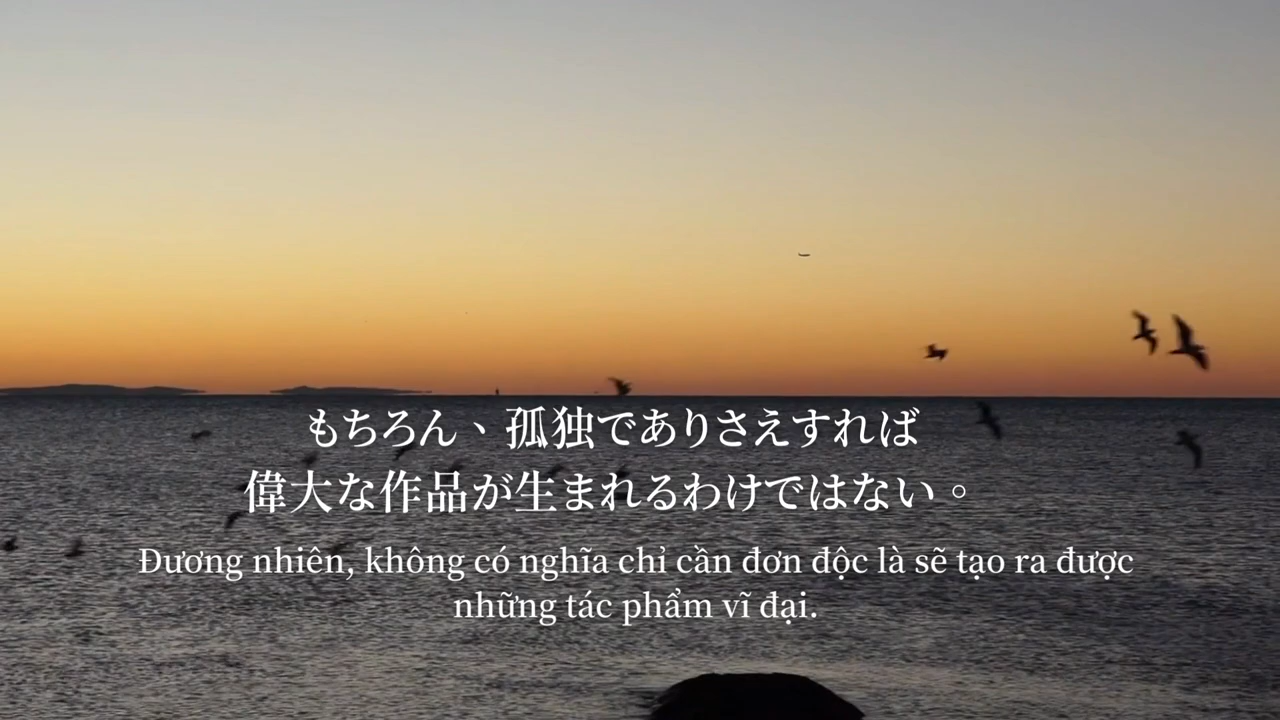 もちろん、孤独でありさえすれば
偉大な作品が生まれるわけではない。
Đương nhiên, không có nghĩa chỉ cần đơn độc là sẽ tạo ra được
những tác phẩm vĩ đại.